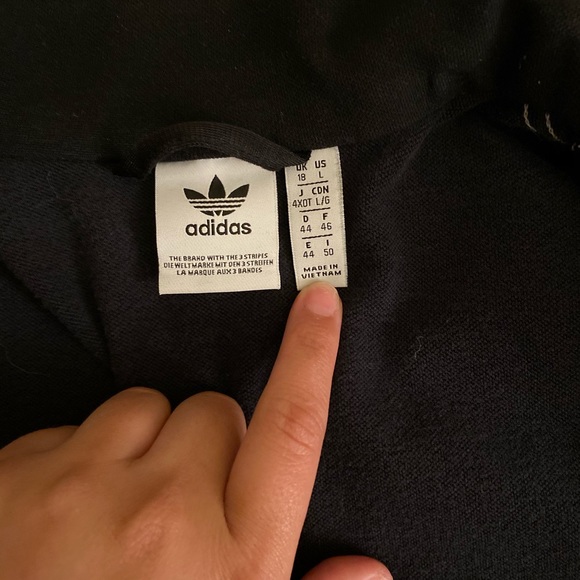 adidas
THE BRAND WITH THE 3 STRIPES
DIE WELTMARKE MIT DEN 3 STREIFEN
LA MARQUE AUX 3 BANDES
UK US
18 L
J CDN
4XOT L/G
D F
44 46
E I
44 50
MADE IN
VIETNAM